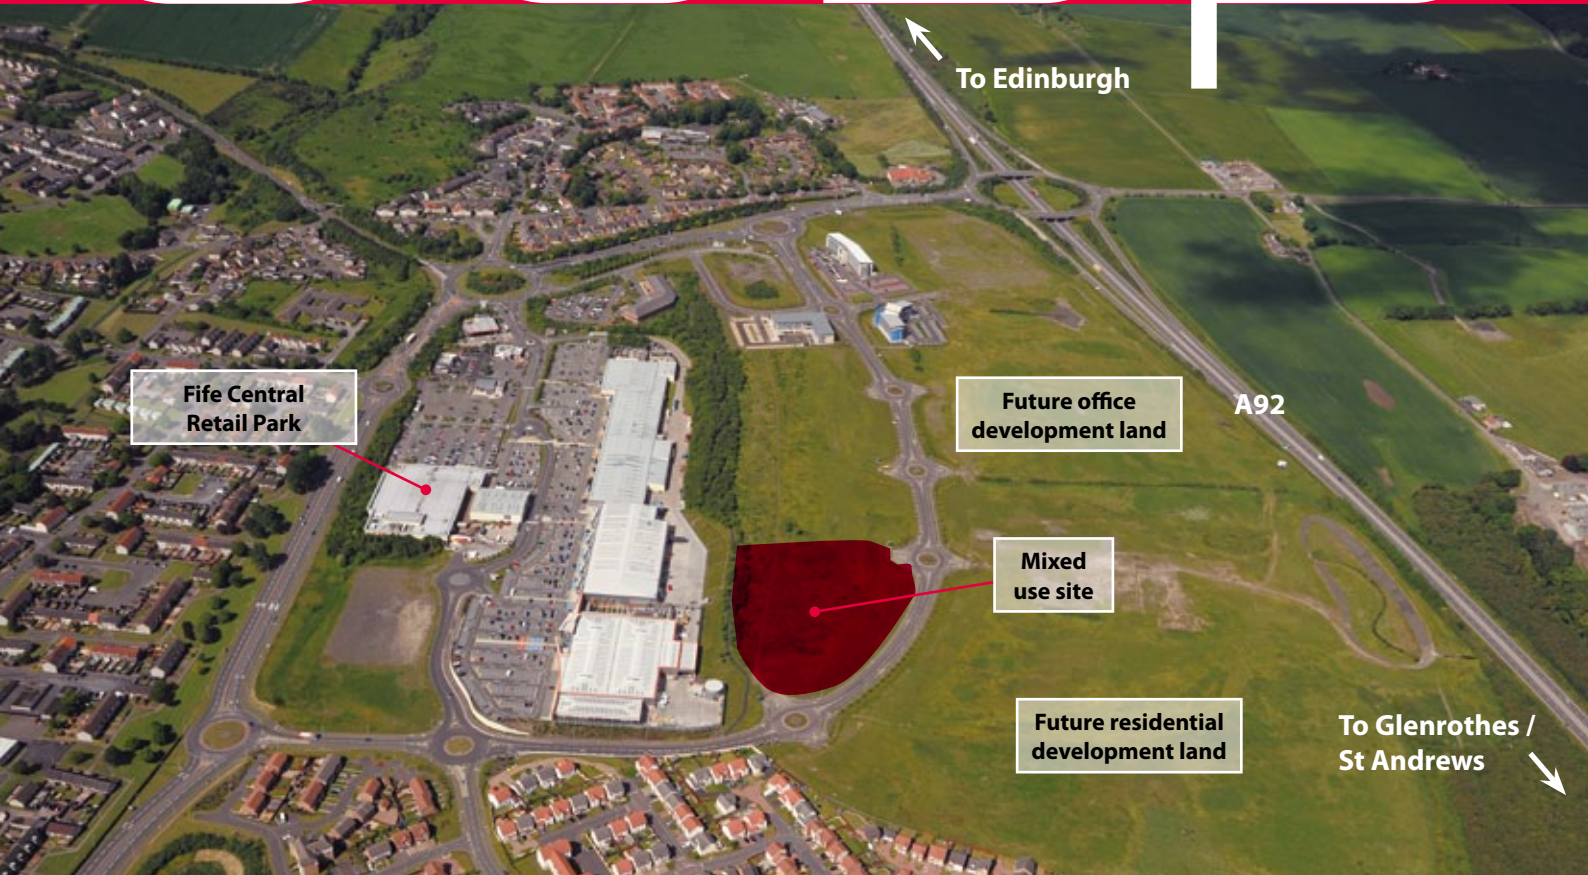 To Edinburgh
Fife Central
Retail Park
Future office
development land
A92
Mixed
use site
Future residential
development land
To Glenrothes /
St Andrews